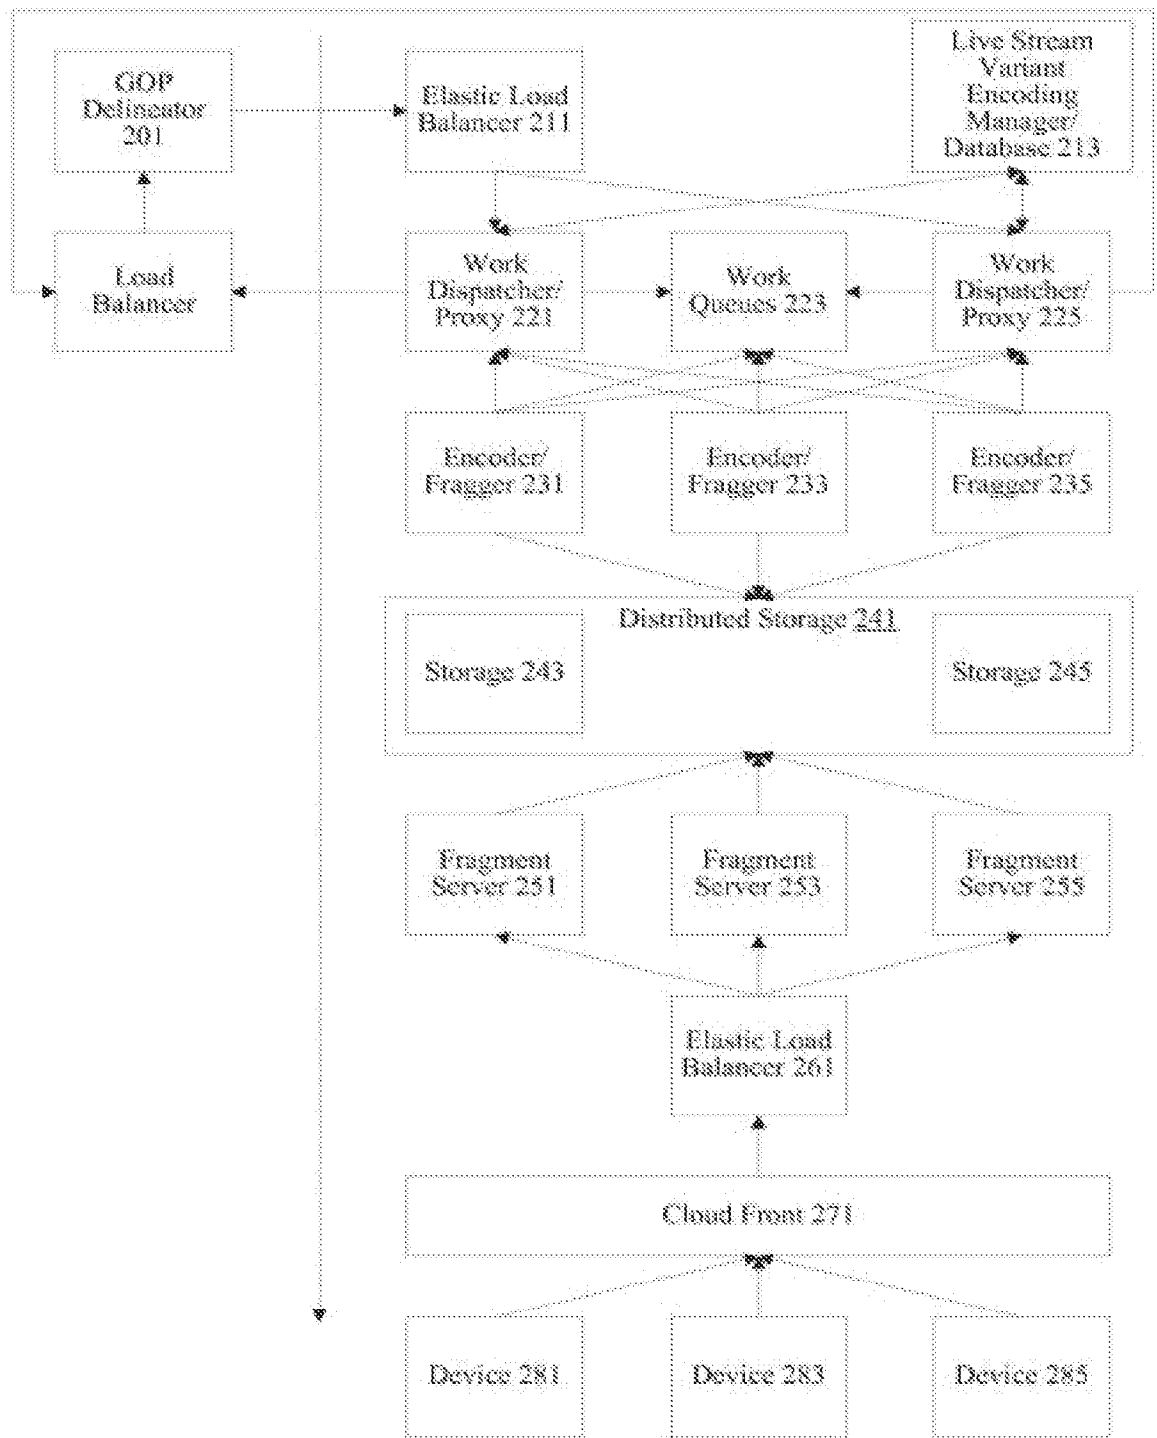 GOP
Delineator
201
Elastic Load
Balancer 211
Live Stream
Variant
Encoding
Manager/
Database 213
Load
Balancer
Work
Dispatcher/
Proxy 221
Work
Queues 223
Work
Dispatcher/
Proxy 225
Encoder/
Fragger 231
Encoder/
Fragger 233
Encoder/
Fragger 235
Distributed Storage 241
Storage 243
Storage 245
Fragment
Server 251
Fragment
Server 253
Fragment
Server 255
Elastic Load
Balancer 261
Cloud Front 271
Device 281
Device 283
Device 285